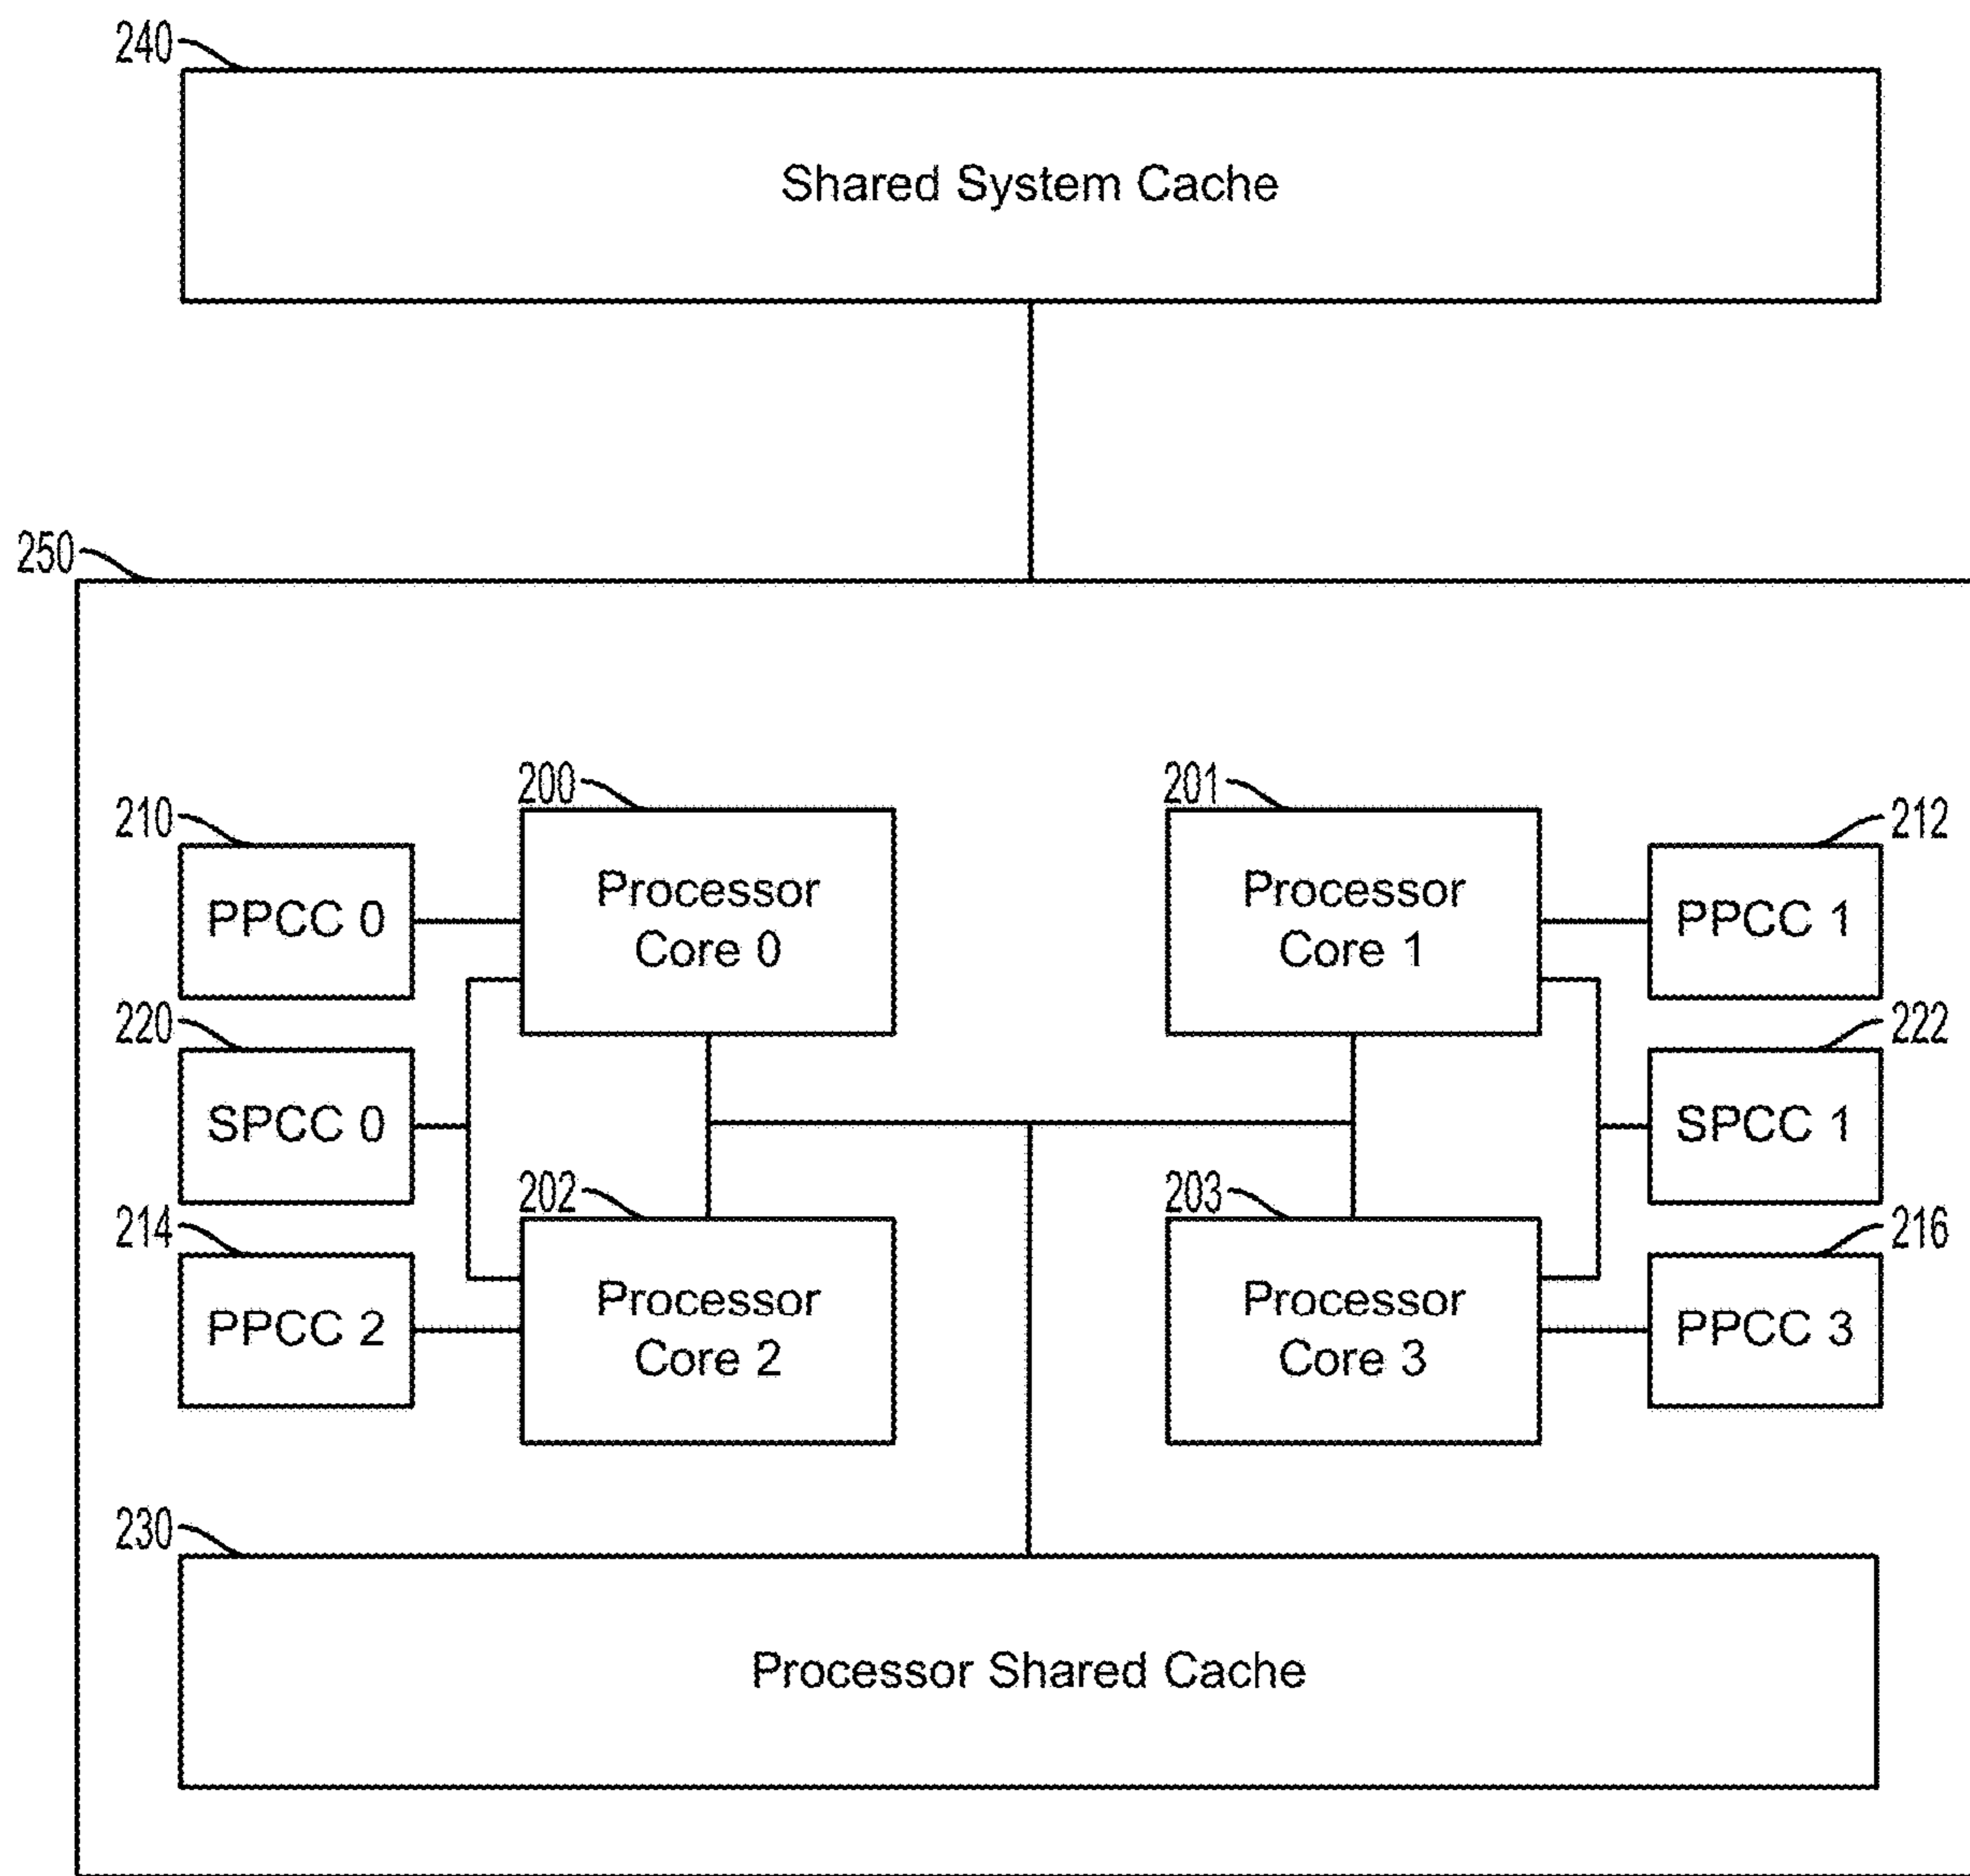 240
Shared System Cache
250
200
201
210
212
Processor
Core 0
Processor
Core 1
PPCC 0
PPCC 1
220
222
SPCC 0
SPCC 1
202
203
214
216
Processor
Core 2
Processor
Core 3
PPCC 2
PPCC 3
230
Processor Shared Cache